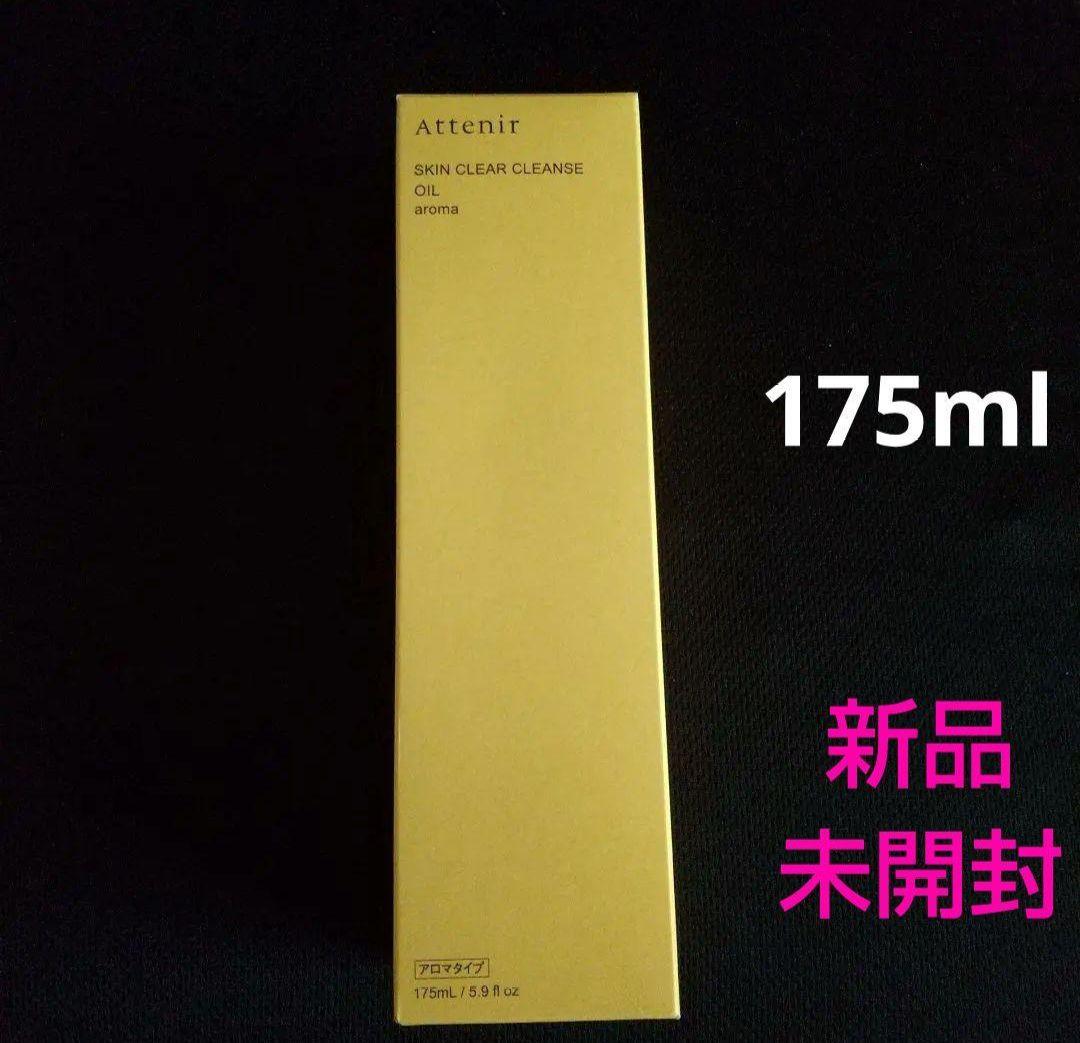 Attenir
SKIN CLEAR CLEANSE
OIL
aroma
175ml
新品
未開封
アロマタイプ
175mL / 5.9 fl oz